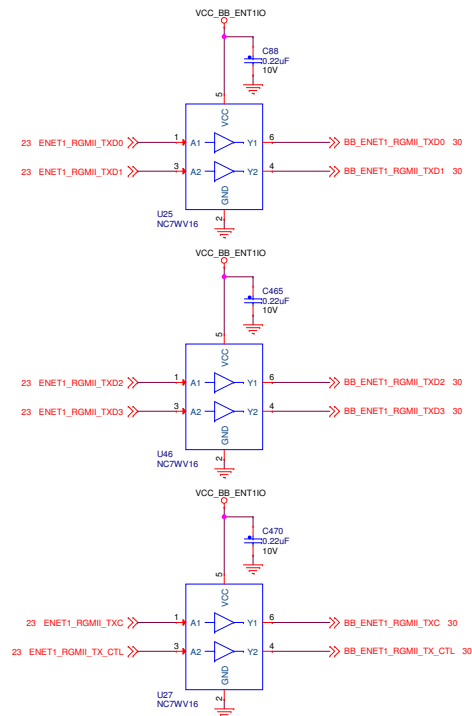 VCC_BB_ENT1IO
C88
0.22uF
10V
5
VCC
23 ENET1_RGMII_TXD0 1 A1 Y1 6 BB_ENET1_RGMII_TXD0 30
23 ENET1_RGMII_TXD1 3 A2 Y2 4 BB_ENET1_RGMII_TXD1 30
GND
2
U25
NC7WV16
VCC_BB_ENT1IO
C465
0.22uF
10V
5
VCC
23 ENET1_RGMII_TXD2 1 A1 Y1 6 BB_ENET1_RGMII_TXD2 30
23 ENET1_RGMII_TXD3 3 A2 Y2 4 BB_ENET1_RGMII_TXD3 30
GND
2
U46
NC7WV16
VCC_BB_ENT1IO
C470
0.22uF
10V
5
VCC
23 ENET1_RGMII_TXC 1 A1 Y1 6 BB_ENET1_RGMII_TXC 30
23 ENET1_RGMII_TX_CTL 3 A2 Y2 4 BB_ENET1_RGMII_TX_CTL 30
GND
2
U27
NC7WV16